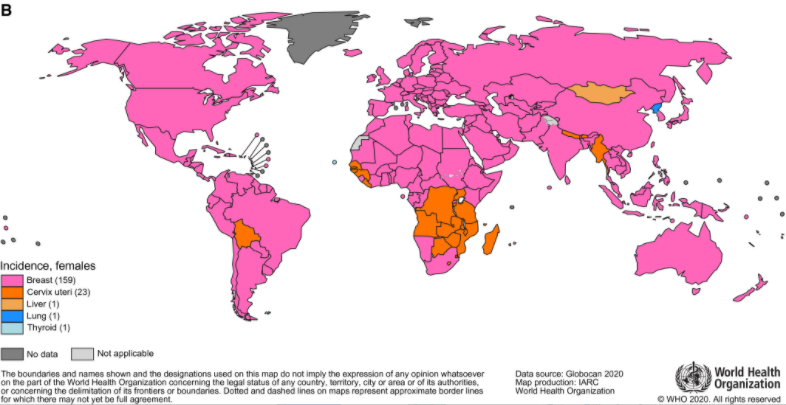 B
Incidence, females
Breast (159)
Cervix uteri (23)
Liver (1)
Lung (1)
Thyroid (1)
No data
Not applicable
The boundaries and names shown and the designations used on this map do not imply the expression of any opinion whatsoever
on the part of the World Health Organization concerning the legal status of any country, territory, city or area or of its authorities,
or concerning the delimitation of its frontiers or boundaries. Dotted and dashed lines on maps represent approximate border lines
for which there may not yet be full agreement.
Data source: Globocan 2020
Map production: IARC
World Health Organization
World Health
Organization
© WHO 2020. All rights reserved